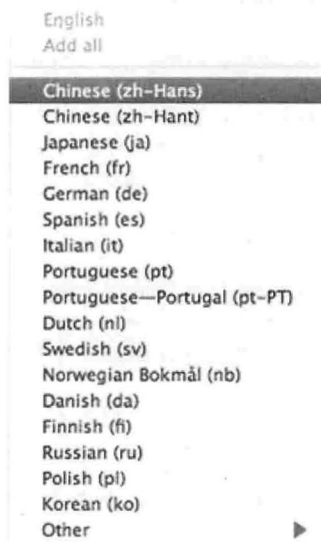 English
Add all
Chinese (zh-Hans)
Chinese (zh-Hant)
Japanese (ja)
French (fr)
German (de)
Spanish (es)
Italian (it)
Portuguese (pt)
Portuguese—Portugal (pt-PT)
Dutch (nl)
Swedish (sv)
Norwegian Bokmål (nb)
Danish (da)
Finnish (fi)
Russian (ru)
Polish (pl)
Korean (ko)
Other